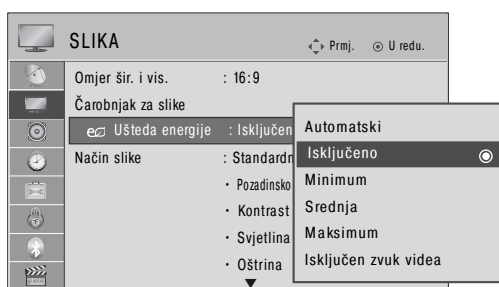 SLIKA
Prmj. U redu.
Omjer šir. i vis. : 16:9
Čarobnjak za slike
Ušteda energije : Isključen
Način slike : Standardn
· Pozadinsko
· Kontrast
· Svjetlina
· Oštrina
Automatski
Isključeno
Minimum
Srednja
Maksimum
Isključen zvuk videa